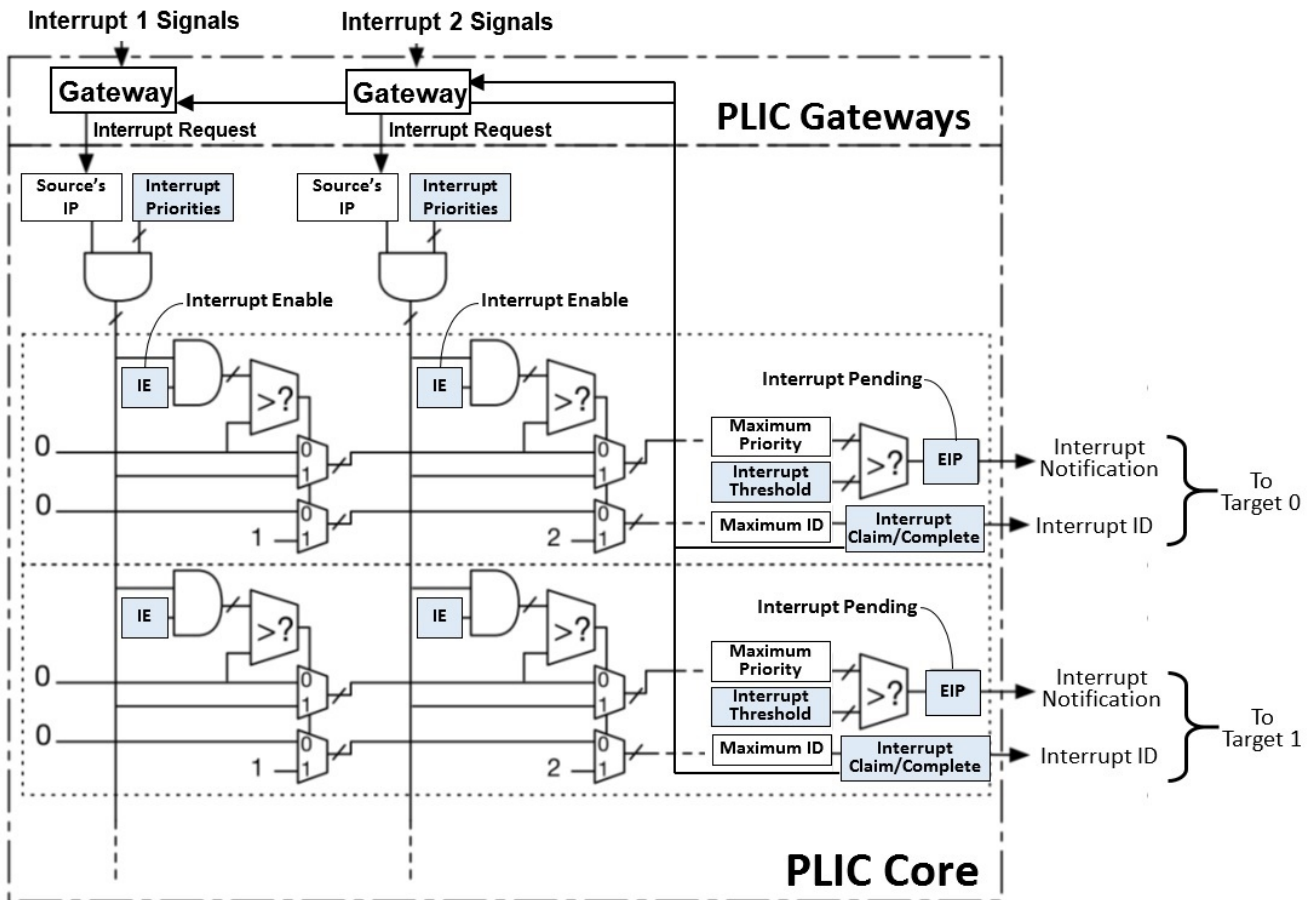 Interrupt 1 Signals
Interrupt 2 Signals
Gateway
Gateway
Interrupt Request
Interrupt Request
PLIC Gateways
Source's
IP
Interrupt
Priorities
Source's
IP
Interrupt
Priorities
Interrupt Enable
Interrupt Enable
IE
>?
IE
>?
0
0
1
0
1
0
0
1
1
2
0
1
Interrupt Pending
Maximum
Priority
Interrupt
Threshold
>?
EIP
Maximum ID
Interrupt
Claim/Complete
Interrupt
Notification
Interrupt ID
To
Target 0
IE
>?
IE
>?
0
0
1
0
1
0
0
1
1
2
0
1
Interrupt Pending
Maximum
Priority
Interrupt
Threshold
>?
EIP
Maximum ID
Interrupt
Claim/Complete
Interrupt
Notification
Interrupt ID
To
Target 1
PLIC Core